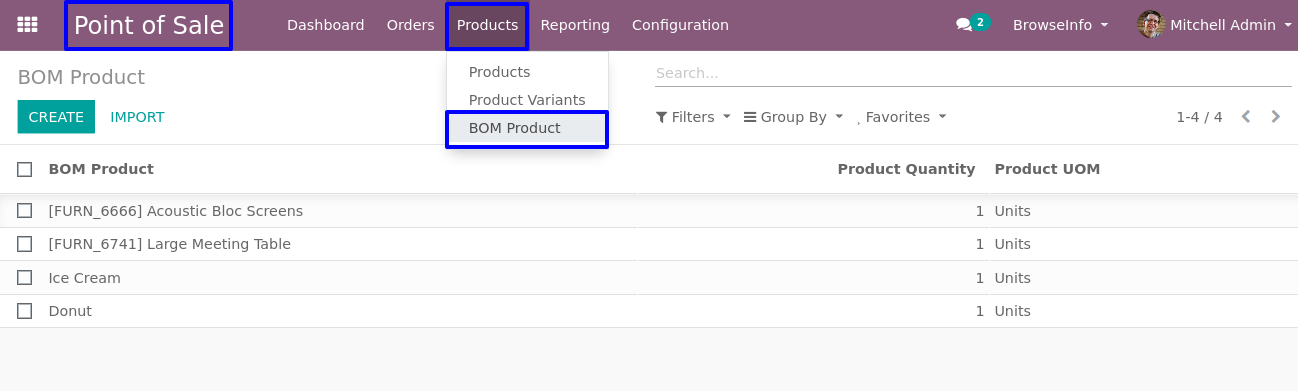 Point of Sale Dashboard Orders Products Reporting Configuration 2 BrowseInfo Mitchell Admin
BOM Product
Products
Product Variants
BOM Product
Search...
CREATE IMPORT
Filters Group By Favorites 1-4 / 4
BOM Product Product Quantity Product UOM
[FURN_6666] Acoustic Bloc Screens 1 Units
[FURN_6741] Large Meeting Table 1 Units
Ice Cream 1 Units
Donut 1 Units